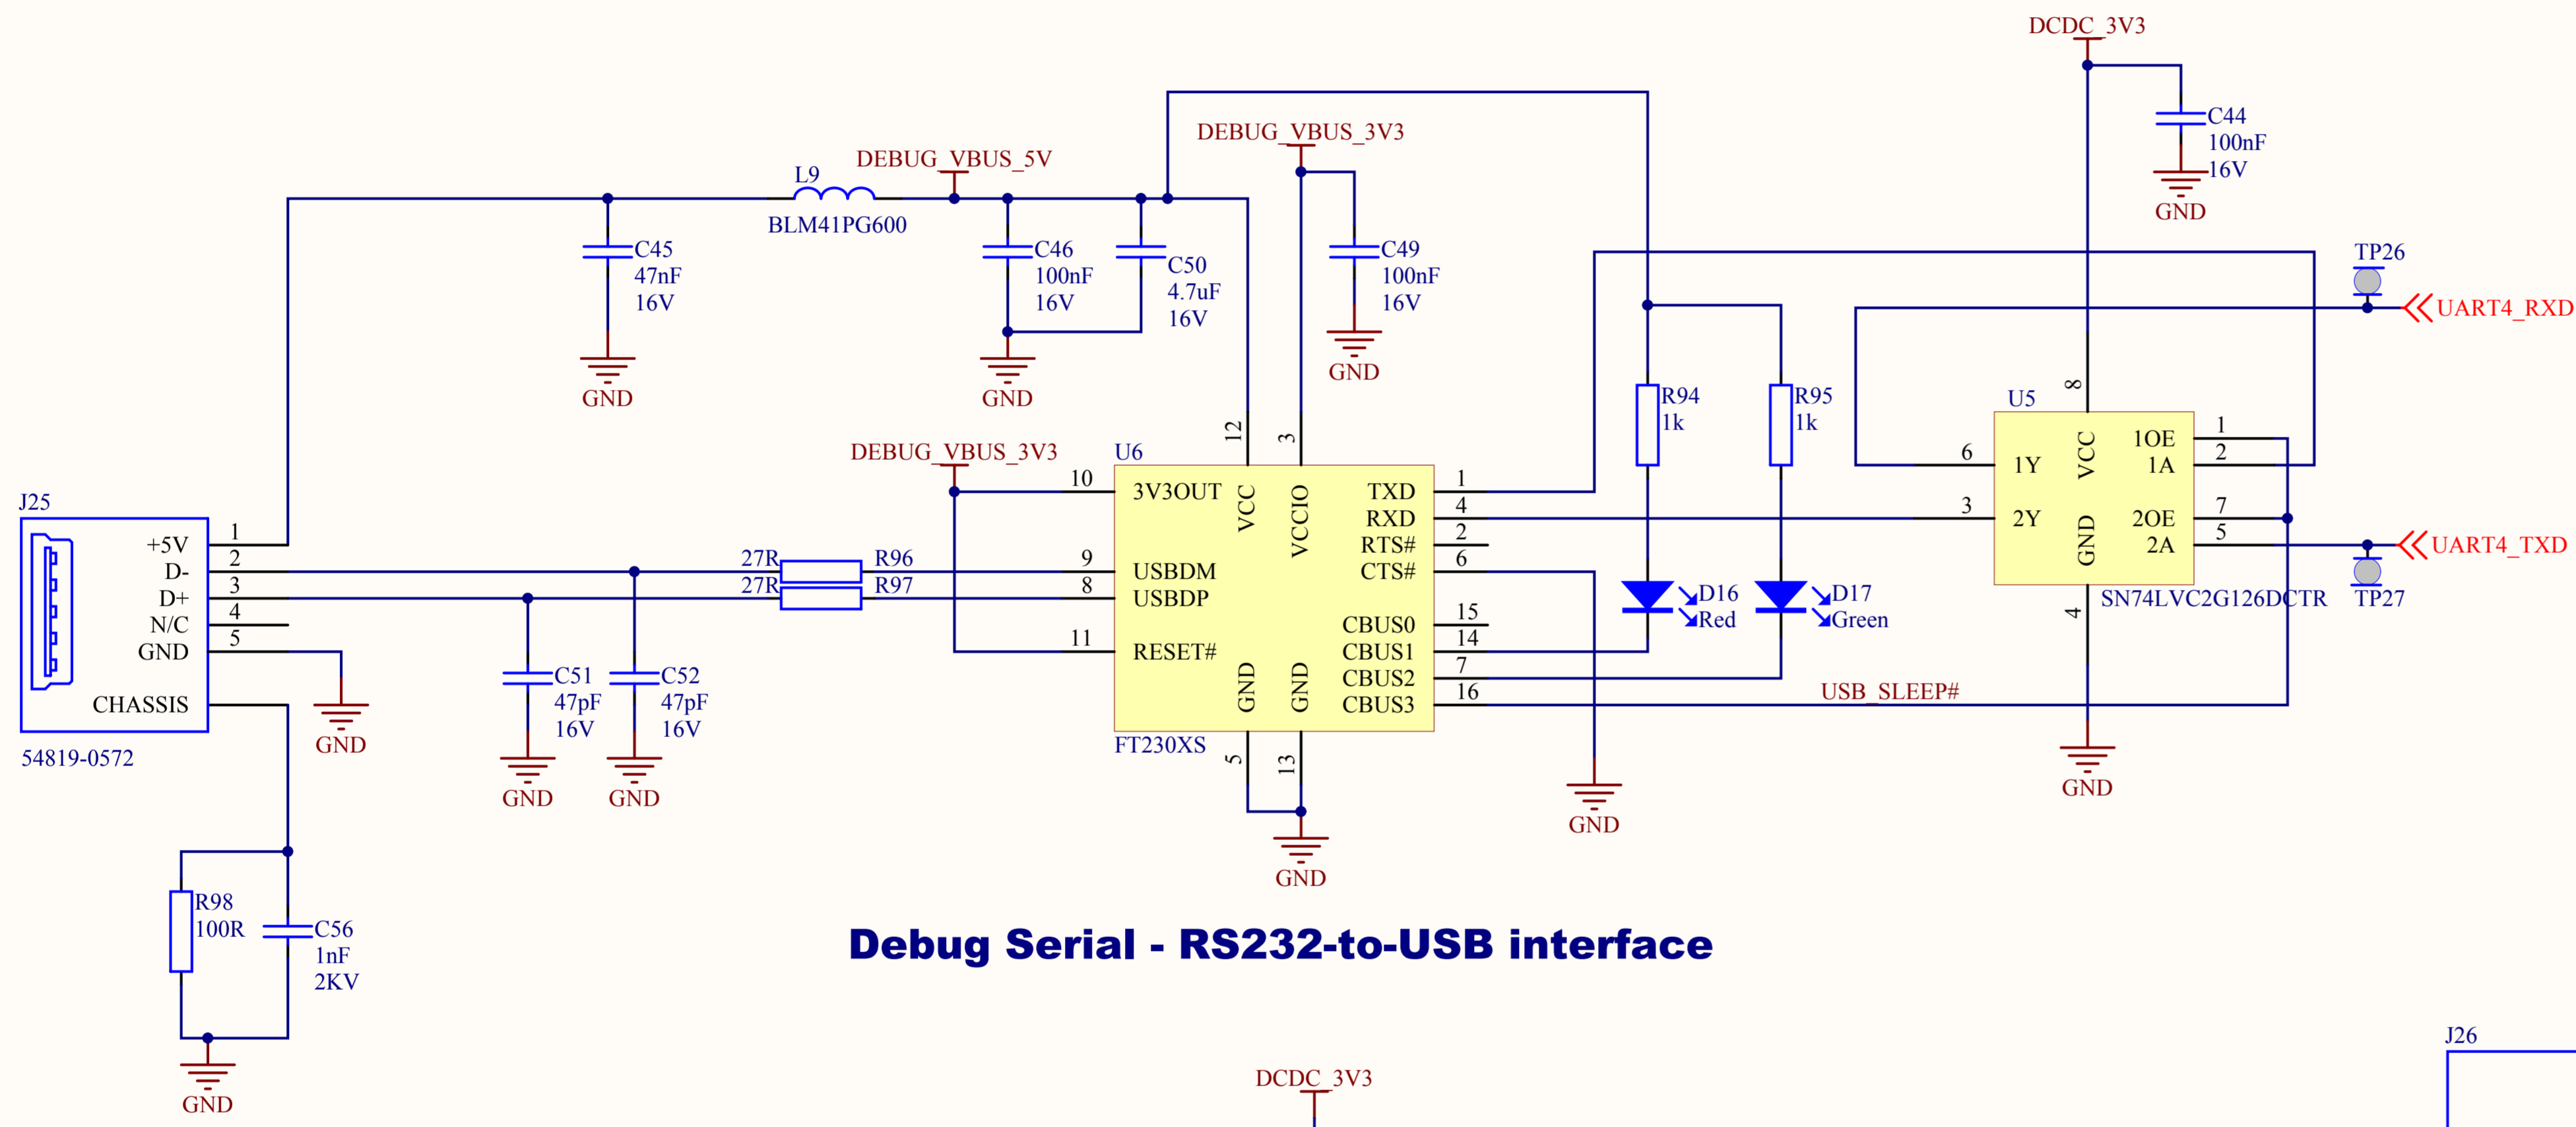 DCDC_3V3
C44
100nF
16V
GND
DEBUG_VBUS_3V3
DEBUG_VBUS_5V
L9
BLM41PG600
C45
47nF
16V
GND
C46
100nF
16V
GND
C50
4.7uF
16V
C49
100nF
16V
GND
TP26
UART4_RXD
R94
1k
R95
1k
U5
8
VCC
1OE
1
1A
2
6
1Y
3
2Y
2OE
7
2A
5
GND
4
SN74LVC2G126DCTR
UART4_TXD
TP27
GND
DEBUG_VBUS_3V3
U6
12
3
10
3V3OUT
VCC
VCCIO
TXD
1
RXD
4
RTS#
2
CTS#
6
9
USBDM
8
USBDP
11
RESET#
CBUS0
15
CBUS1
14
CBUS2
7
CBUS3
16
GND
GND
FT230XS
5
13
GND
GND
D16
Red
D17
Green
USB_SLEEP#
J25
+5V
1
D-
2
D+
3
N/C
4
GND
5
CHASSIS
54819-0572
GND
27R
R96
27R
R97
C51
47pF
16V
GND
C52
47pF
16V
GND
R98
100R
C56
1nF
2KV
GND
Debug Serial - RS232-to-USB interface
DCDC_3V3
J26